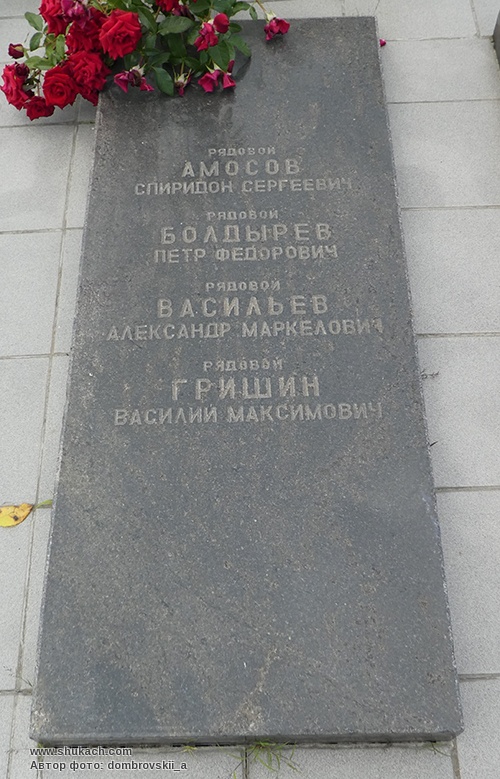 РЯДОВОЙ
АМОСОВ
СПИРИДОН СЕРГЕЕВИЧ
РЯДОВОЙ
БОЛДЫРЕВ
ПЕТР ФЕДОРОВИЧ
РЯДОВОЙ
ВАСИЛЬЕВ
АЛЕКСАНДР МАРКЕЛОВИЧ
РЯДОВОЙ
ГРИШИН
ВАСИЛИЙ МАКСИМОВИЧ
www.shukach.com
Автор фото: dombrovskii_a